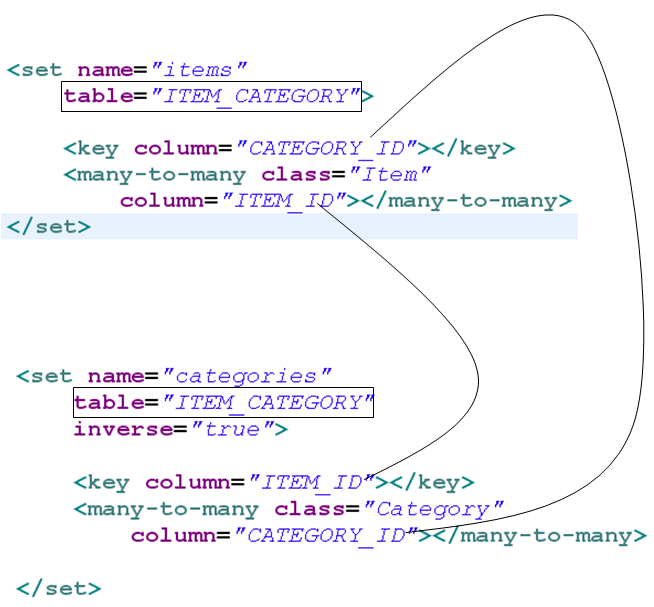 <set name="items"
table="ITEM_CATEGORY">
<key column="CATEGORY_ID"></key>
<many-to-many class="Item"
column="ITEM_ID"></many-to-many>
</set>
<set name="categories"
table="ITEM_CATEGORY"
inverse="true">
<key column="ITEM_ID"></key>
<many-to-many class="Category"
column="CATEGORY_ID"></many-to-many>
</set>